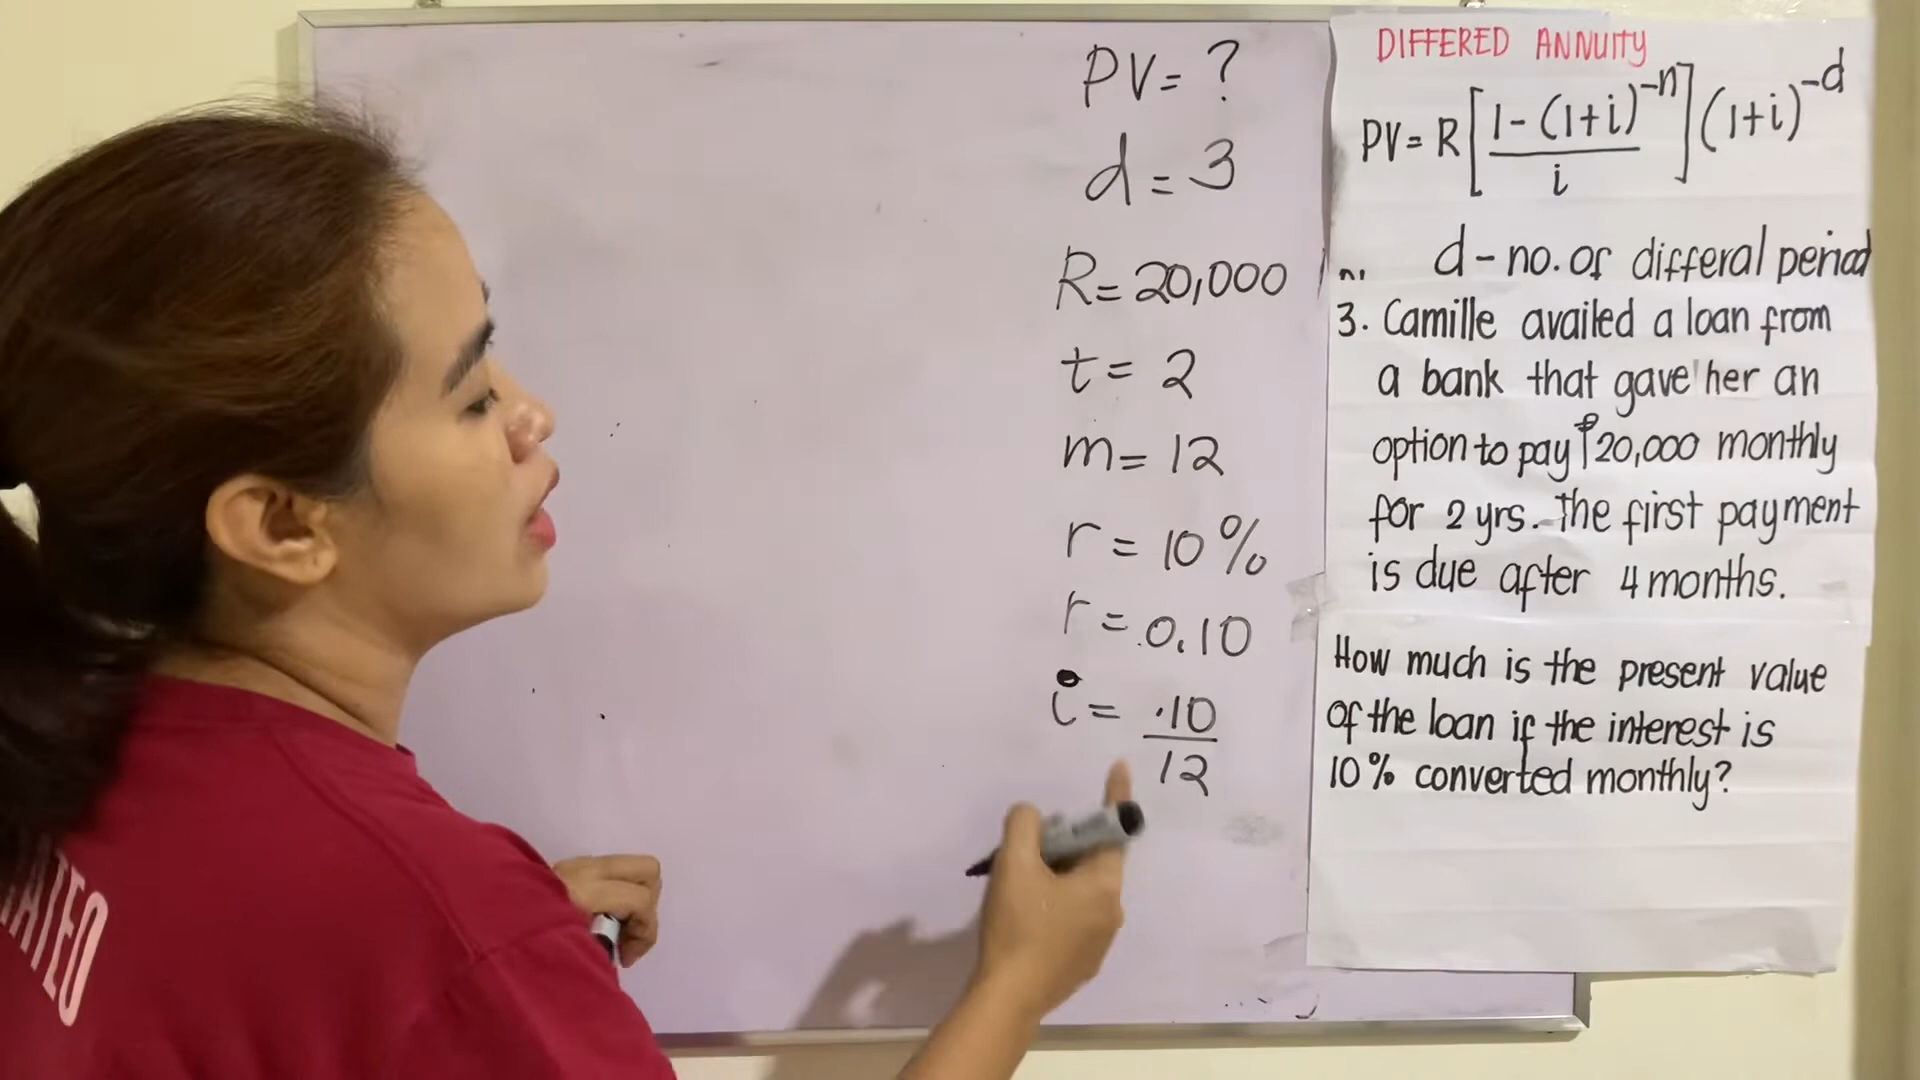 PV = ?
d = 3
R = 20,000
t = 2
m = 12
r = 10%
r = 0.10
i = .10
12
DIFFERED ANNUITY
PV = R [ 1 - (1+i)^-n / i ] (1+i)^-d
d - no. of differal period
3. Camille availed a loan from
a bank that gave her an
option to pay ₱20,000 monthly
for 2 yrs. The first payment
is due after 4 months.
How much is the present value
of the loan if the interest is
10% converted monthly?